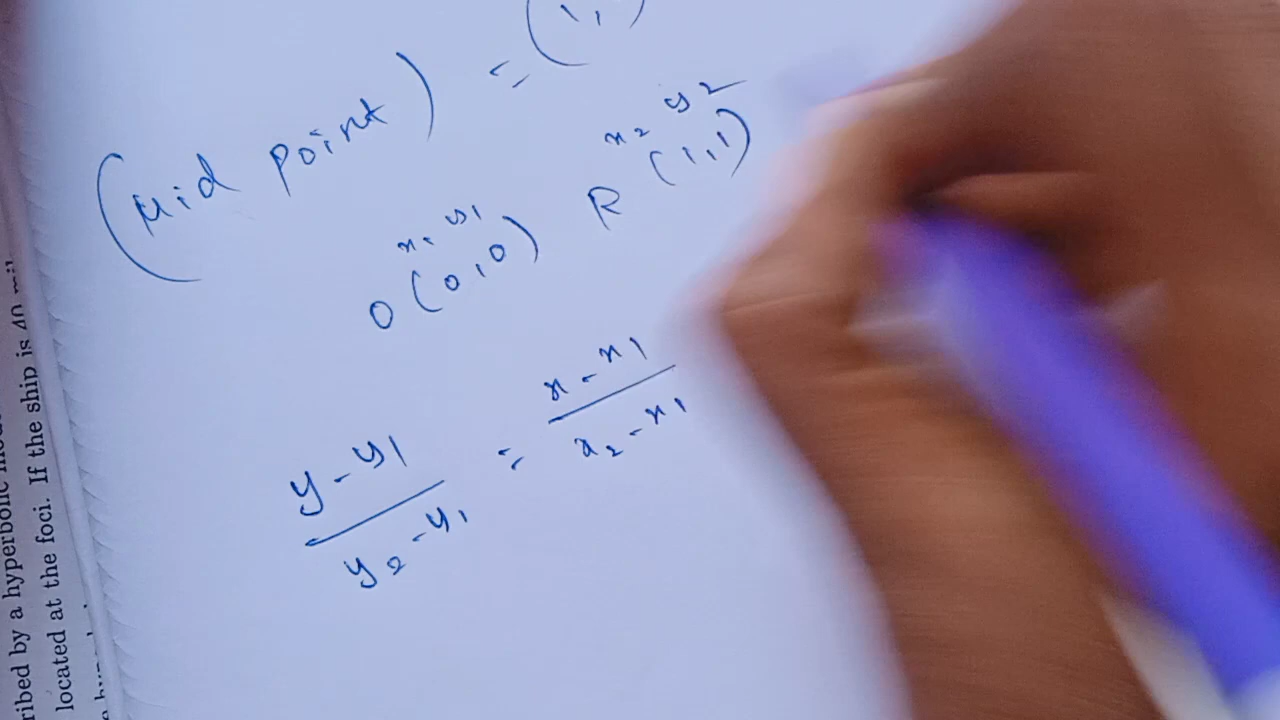 (Mid point) = (1,
x1 y1 x2 y2
O(0,0) R(1,1)
y-y1 / y2-y1 = x-x1 / x2-x1
ribed by a hyperbolic
located at the foci. If the ship is 40